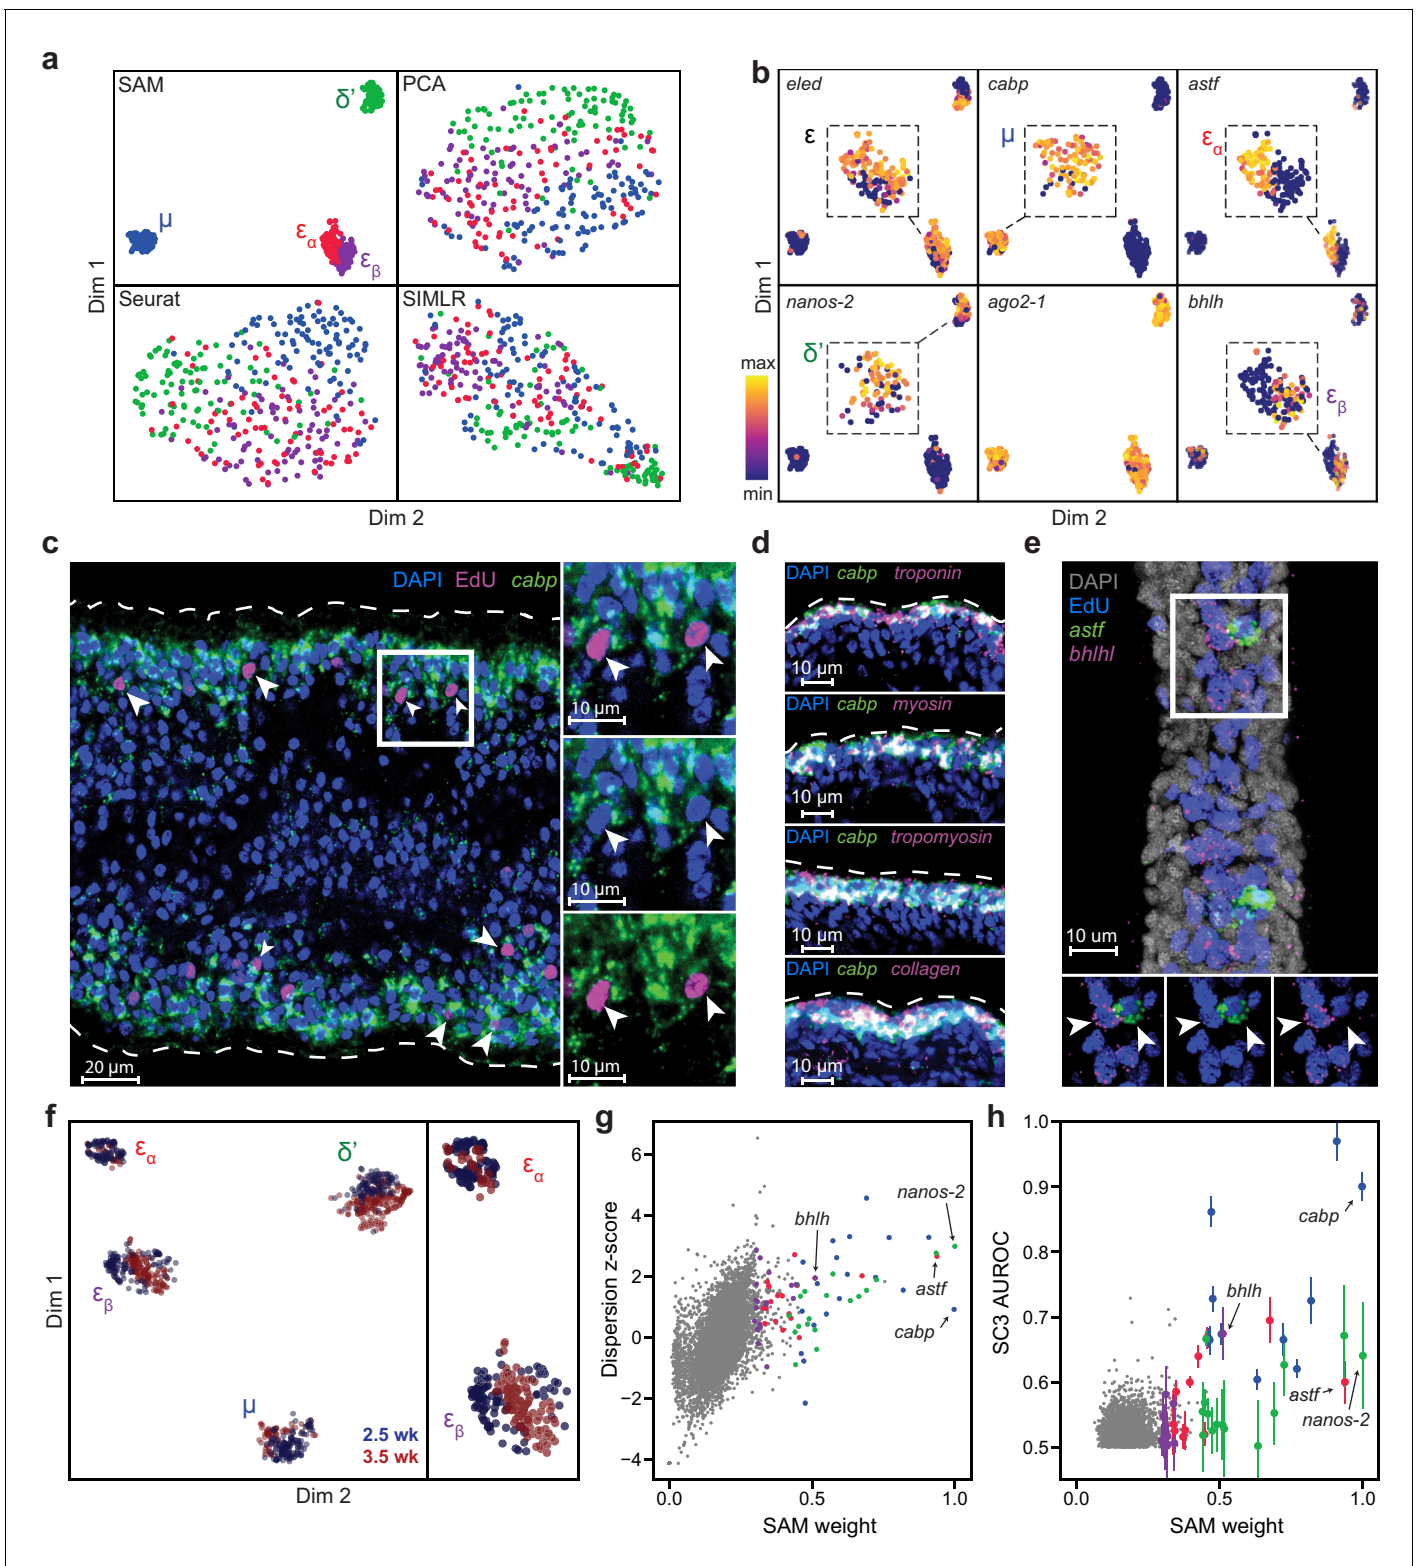 a
SAM
δ’
μ
εα
εβ
PCA
Seurat
SIMLR
Dim 1
Dim 2
b
eled
ε
cabp
μ
astf
εα
nanos-2
δ’
ago2-1
bhlh
εβ
max
min
Dim 1
Dim 2
c
DAPI EdU cabp
20 μm
10 μm
10 μm
10 μm
d
DAPI cabp troponin
10 μm
DAPI cabp myosin
10 μm
DAPI cabp tropomyosin
10 μm
DAPI cabp collagen
10 μm
e
DAPI
EdU
astf
bhlhl
10 um
f
εα
δ’
εβ
μ
2.5 wk
3.5 wk
εα
εβ
Dim 1
Dim 2
g
Dispersion z-score
6
4
2
0
−2
−4
bhlh
nanos-2
astf
cabp
0.0 0.5 1.0
SAM weight
h
SC3 AUROC
1.0
0.9
0.8
0.7
0.6
0.5
cabp
bhlh
astf
nanos-2
0.0 0.5 1.0
SAM weight